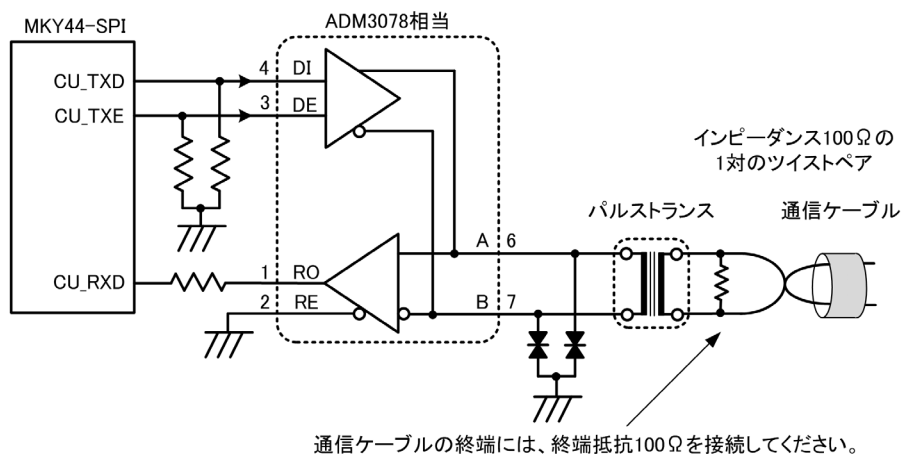 MKY44-SPI
ADM3078相当
CU_TXD
4 DI
CU_TXE
3 DE
インピーダンス100Ωの
1対のツイストペア
パルストランス
通信ケーブル
A 6
CU_RXD
1 RO
2 RE
B 7
通信ケーブルの終端には、終端抵抗100Ωを接続してください。